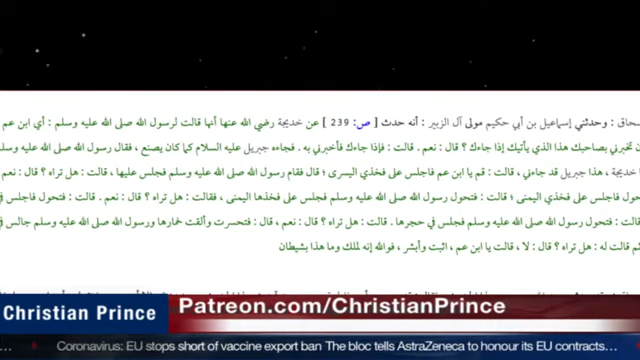 سحاق : وحدثني إسماعيل بن أبي حكيم مولى آل الزبير : أنه حدث [ ص: 239 ] عن خديجة رضي الله عنها أنها قالت لرسول الله صلى الله عليه وسلم : أي ابن عم
ن تخبرني بصاحبك هذا الذي يأتيك إذا جاءك ؟ قال : نعم . قالت : فإذا جاءك فأخبرني به . فجاءه جبريل عليه السلام كما كان يصنع ، فقال رسول الله صلى الله عليه وسلم
خديجة ، هذا جبريل قد جاءني ، قالت : قم يا ابن عم فاجلس على فخذي اليسرى ؛ قال : فقام رسول الله صلى الله عليه وسلم فجلس عليها ، قالت : هل تراه ؟ قال : نعم
حول فاجلس على فخذي اليمنى ؛ قالت : فتحول رسول الله صلى الله عليه وسلم فجلس على فخذها اليمنى ، فقالت : هل تراه ؟ قال : نعم . قالت : فتحول فاجلس في
قالت : فتحول رسول الله صلى الله عليه وسلم فجلس في حجرها . قالت : هل تراه ؟ قال : نعم ، قال : فتحسرت وألقت خمارها ورسول الله صلى الله عليه وسلم جالس في
ثم قالت له : هل تراه ؟ قال : لا ، قالت يا ابن عم ، اثبت وأبشر ، فوالله إنه لملك وما هذا بشيطان
Christian Prince
Patreon.com/ChristianPrince
Coronavirus: EU stops short of vaccine export ban The bloc tells AstraZeneca to honour its EU contracts...